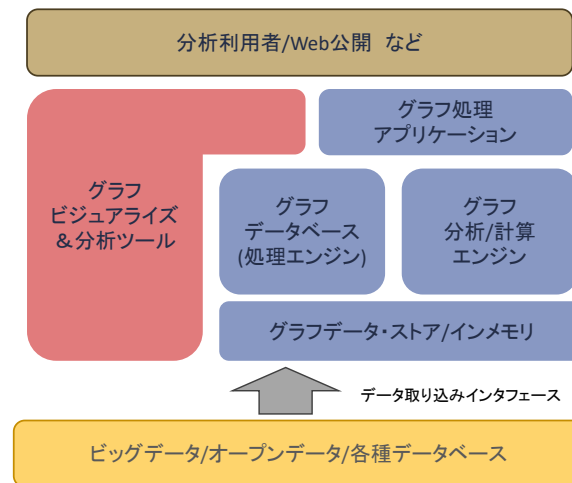 分析利用者/Web公開 など
グラフ処理
アプリケーション
グラフ
ビジュアライズ
&分析ツール
グラフ
データベース
(処理エンジン)
グラフ
分析/計算
エンジン
グラフデータ・ストア/インメモリ
データ取り込みインタフェース
ビッグデータ/オープンデータ/各種データベース